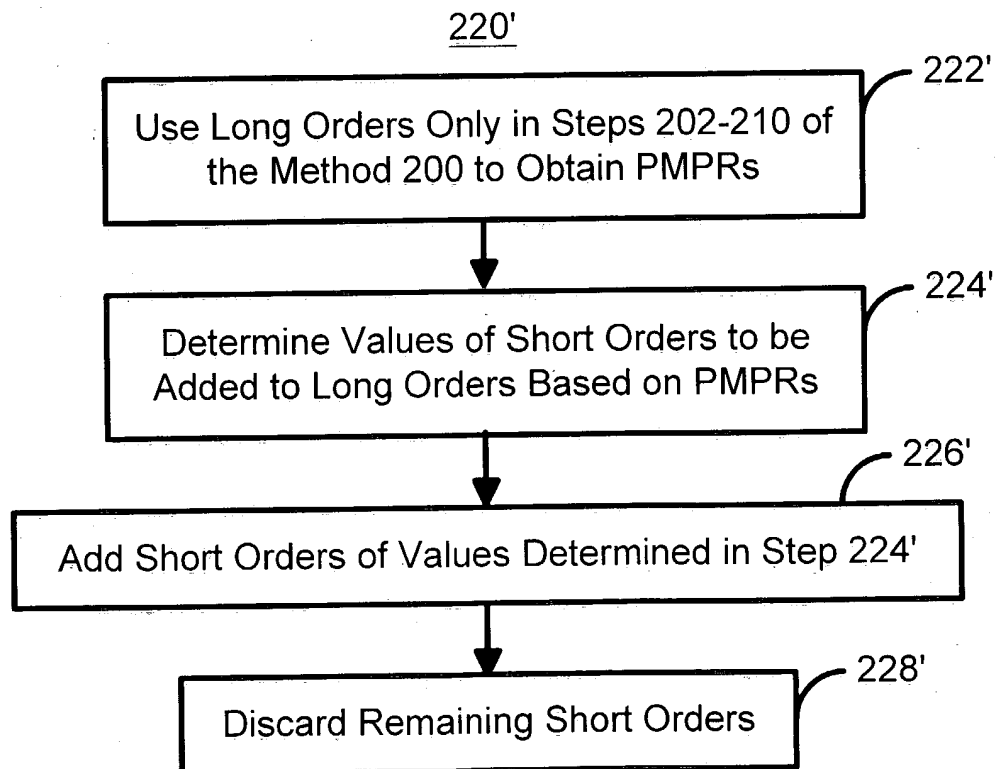 220'
222'
Use Long Orders Only in Steps 202-210 of
the Method 200 to Obtain PMPRs
224'
Determine Values of Short Orders to be
Added to Long Orders Based on PMPRs
226'
Add Short Orders of Values Determined in Step 224'
228'
Discard Remaining Short Orders